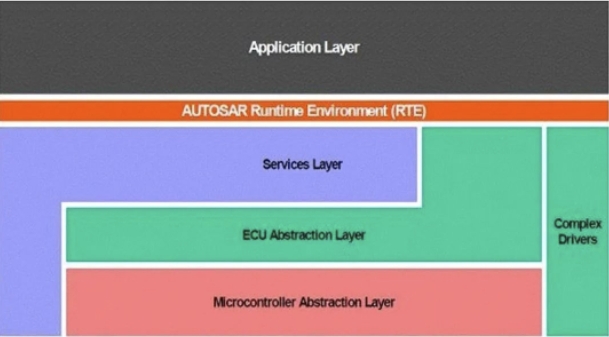 Application Layer
AUTOSAR Runtime Environment (RTE)
Services Layer
ECU Abstraction Layer
Complex
Drivers
Microcontroller Abstraction Layer